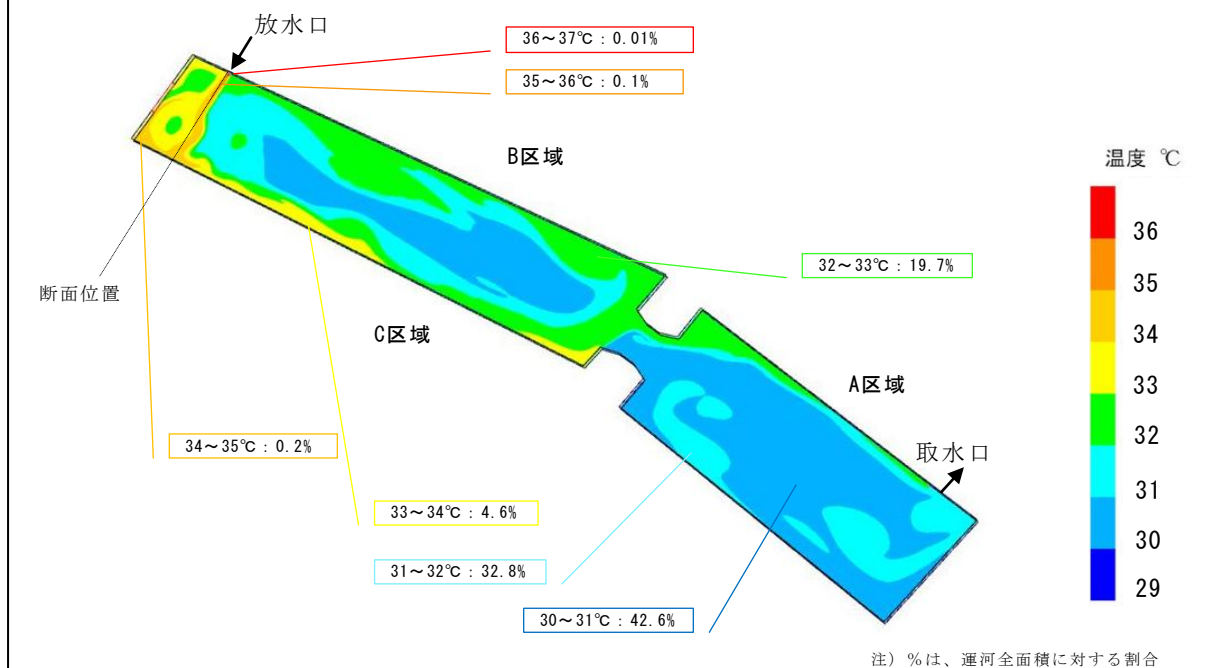 放水口
36～37℃：0.01%
35～36℃：0.1%
B区域
温度 ℃
36
35
34
33
32
31
30
29
32～33℃：19.7%
断面位置
C区域
A区域
取水口
34～35℃：0.2%
33～34℃：4.6%
31～32℃：32.8%
30～31℃：42.6%
注）％は、運河全面積に対する割合